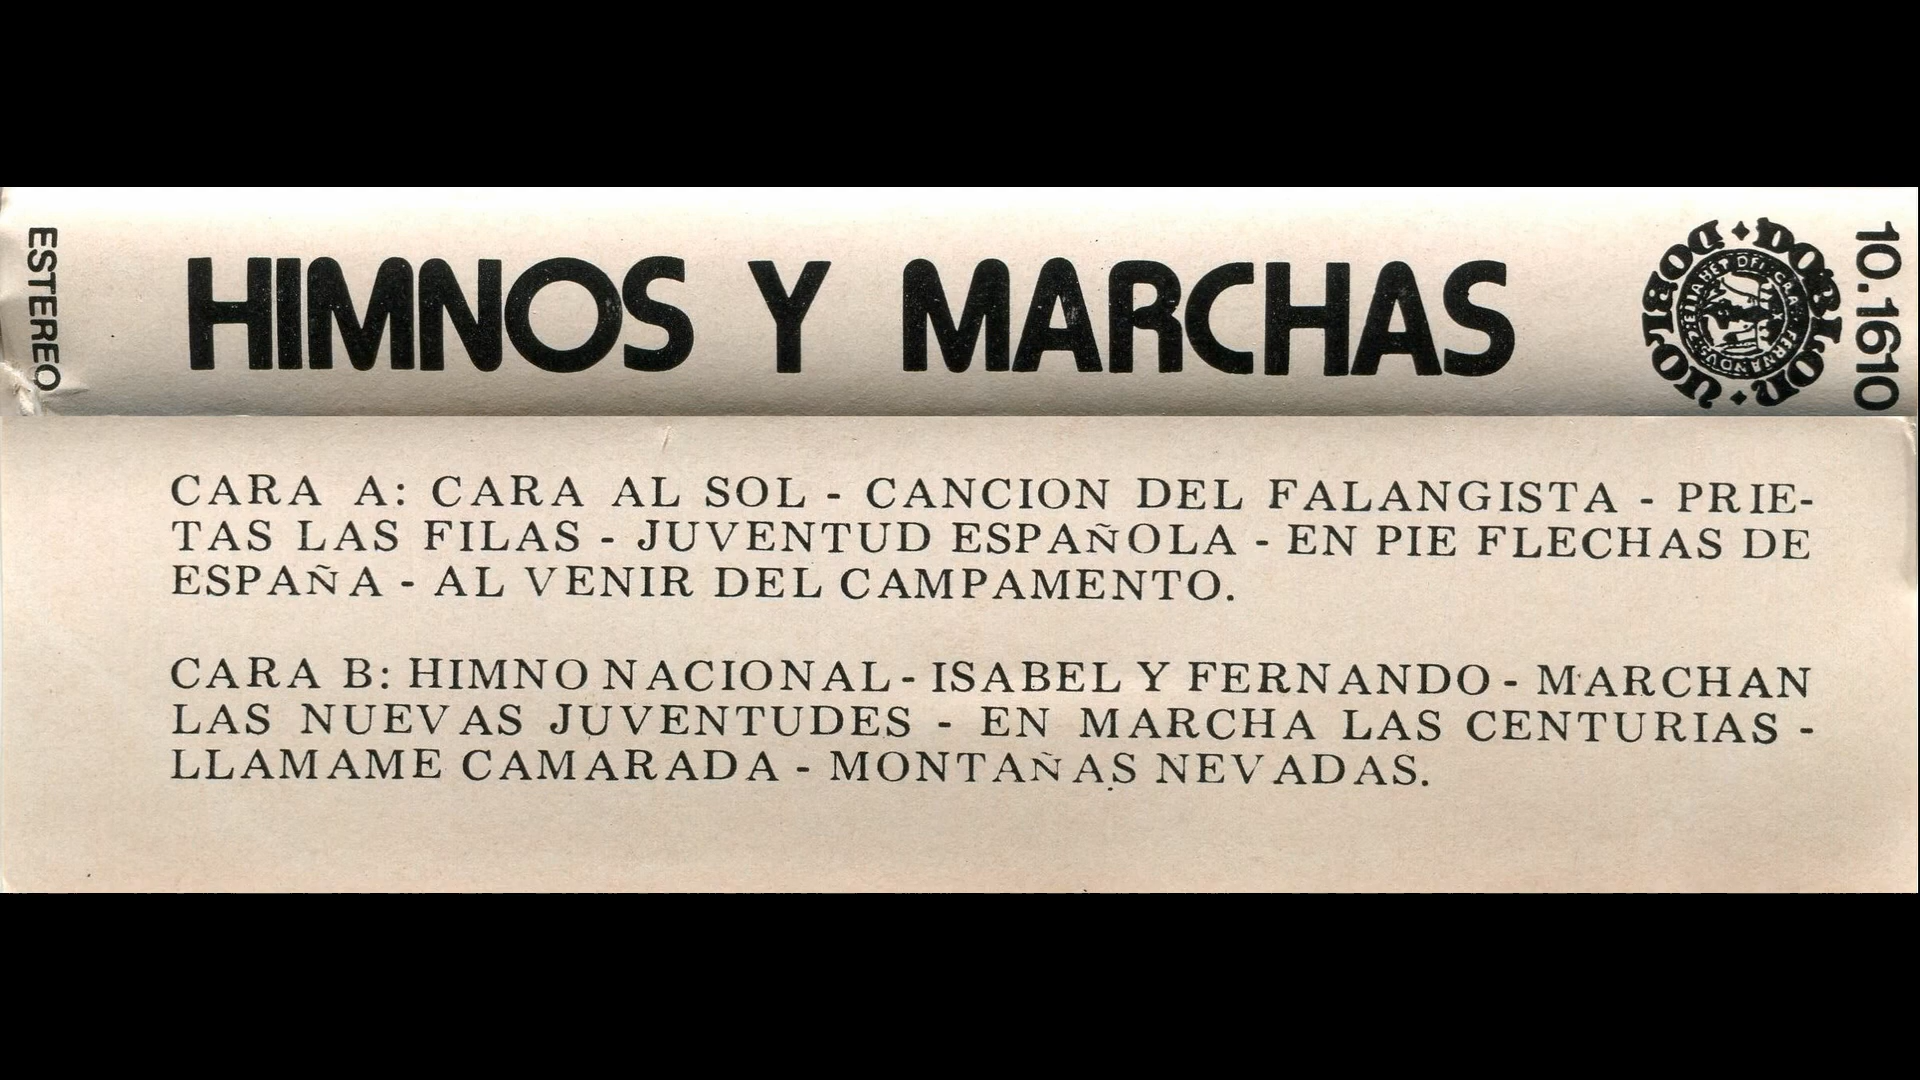 ESTEREO
HIMNOS Y MARCHAS
DOBLON DOBLON
10.1610
CARA A: CARA AL SOL - CANCION DEL FALANGISTA - PRIE-
TAS LAS FILAS - JUVENTUD ESPAÑOLA - EN PIE FLECHAS DE
ESPAÑA - AL VENIR DEL CAMPAMENTO.
CARA B: HIMNO NACIONAL - ISABEL Y FERNANDO - MARCHAN
LAS NUEVAS JUVENTUDES - EN MARCHA LAS CENTURIAS -
LLAMAME CAMARADA - MONTAÑAS NEVADAS.